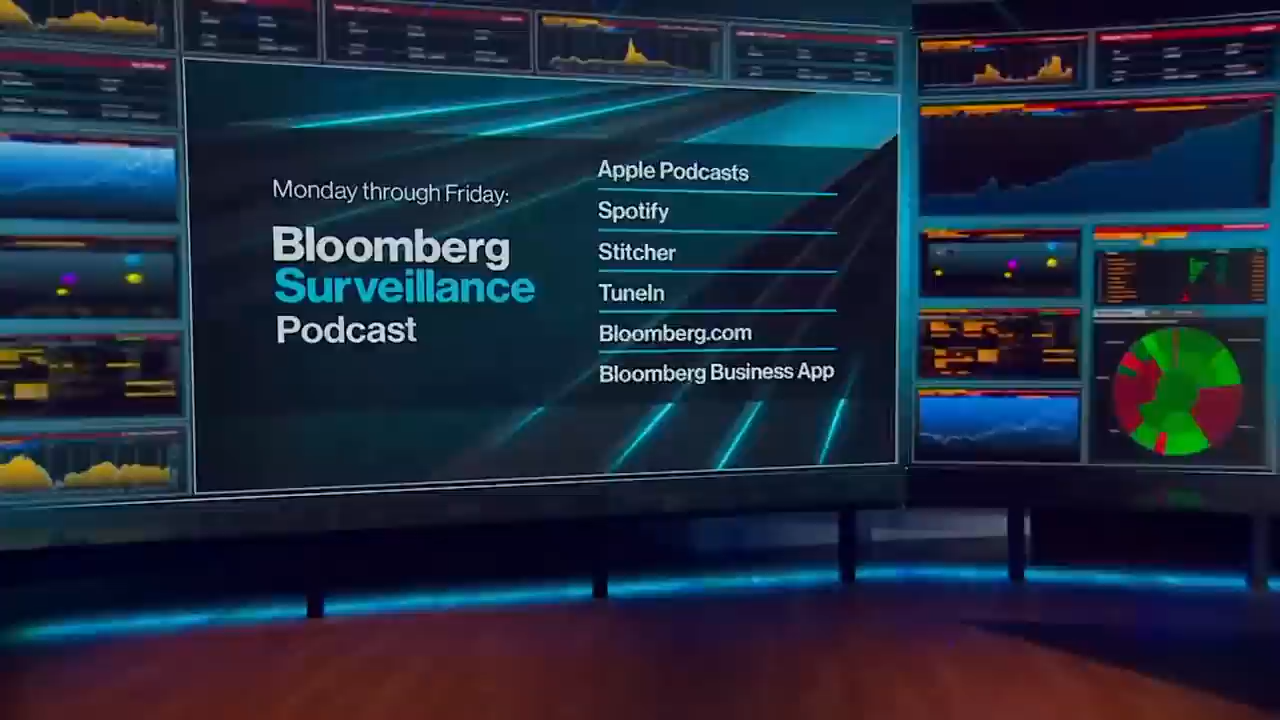 Monday through Friday:
Bloomberg
Surveillance
Podcast
Apple Podcasts
Spotify
Stitcher
TuneIn
Bloomberg.com
Bloomberg Business App